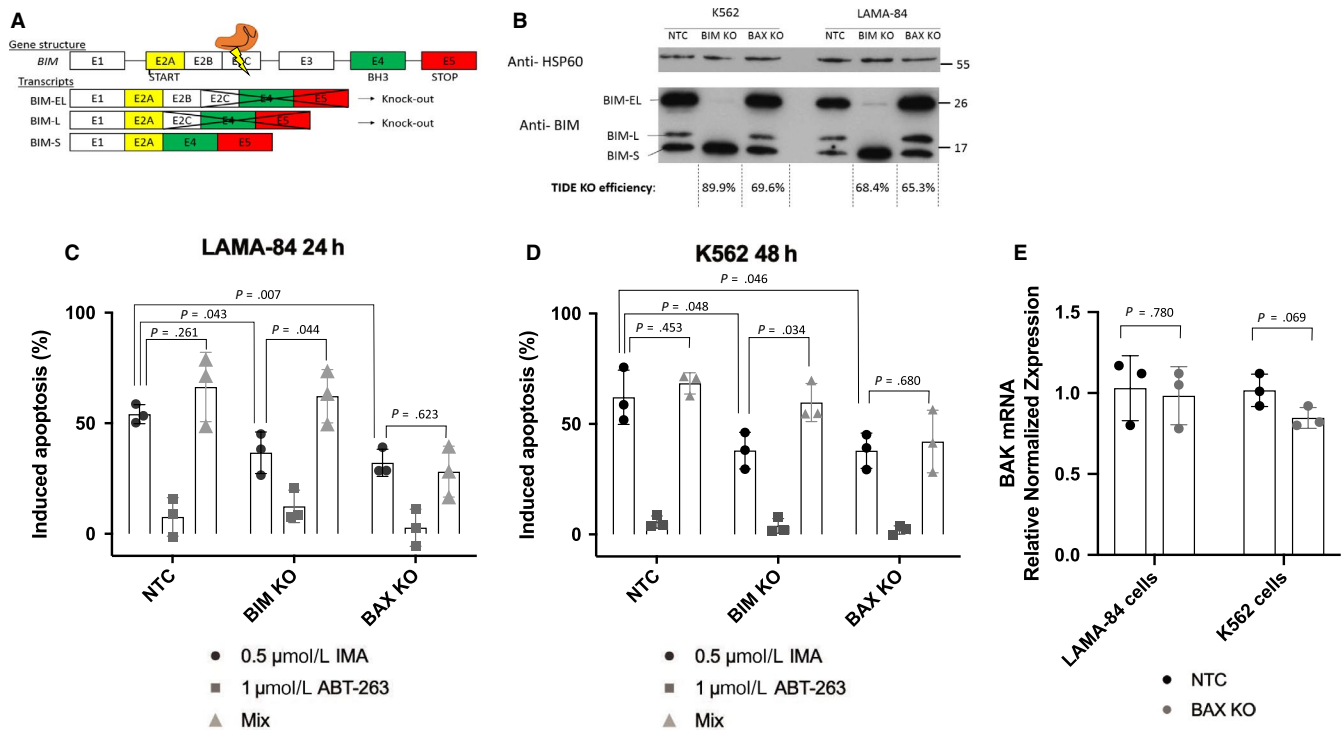 A
Gene structure
BIM E1 E2A E2B E2C E3 E4 E5
START BH3 STOP
Transcripts
BIM-EL E1 E2A E2B E2C E4 E5 Knock-out
BIM-L E1 E2A E2C E4 E5 Knock-out
BIM-S E1 E2A E4 E5
B
K562 LAMA-84
NTC BIM KO BAX KO NTC BIM KO BAX KO
Anti- HSP60 55
BIM-EL 26
Anti- BIM
BIM-L
BIM-S 17
TIDE KO efficiency: 89.9% 69.6% 68.4% 65.3%
C
LAMA-84 24 h
P = .007
P = .043
P = .261
P = .044
P = .623
Induced apoptosis (%)
100
50
0
NTC
BIM KO
BAX KO
0.5 µmol/L IMA
1 µmol/L ABT-263
Mix
D
K562 48 h
P = .046
P = .048
P = .453
P = .034
P = .680
Induced apoptosis (%)
100
50
0
NTC
BIM KO
BAX KO
0.5 µmol/L IMA
1 µmol/L ABT-263
Mix
E
P = .780
P = .069
BAK mRNA
Relative Normalized Zxpression
1.5
1.0
0.5
0.0
LAMA-84 cells
K562 cells
NTC
BAX KO